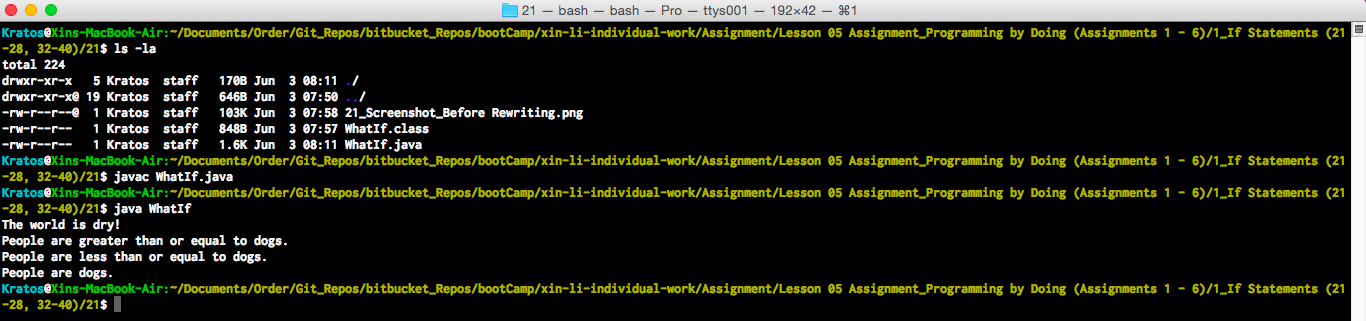 21 — bash — bash — Pro — ttys001 — 192×42 — ⌘1
Kratos@Xins-MacBook-Air:~/Documents/Order/Git_Repos/bitbucket_Repos/bootCamp/xin-li-individual-work/Assignment/Lesson 05 Assignment_Programming by Doing (Assignments 1 - 6)/1_If Statements (21
-28, 32-40)/21$ ls -la
total 224
drwxr-xr-x   5 Kratos  staff   170B Jun  3 08:11 ./
drwxr-xr-x@ 19 Kratos  staff   646B Jun  3 07:50 ../
-rw-r--r--@  1 Kratos  staff   103K Jun  3 07:58 21_Screenshot_Before Rewriting.png
-rw-r--r--   1 Kratos  staff   848B Jun  3 07:57 WhatIf.class
-rw-r--r--   1 Kratos  staff   1.6K Jun  3 08:11 WhatIf.java
Kratos@Xins-MacBook-Air:~/Documents/Order/Git_Repos/bitbucket_Repos/bootCamp/xin-li-individual-work/Assignment/Lesson 05 Assignment_Programming by Doing (Assignments 1 - 6)/1_If Statements (21
-28, 32-40)/21$ javac WhatIf.java
Kratos@Xins-MacBook-Air:~/Documents/Order/Git_Repos/bitbucket_Repos/bootCamp/xin-li-individual-work/Assignment/Lesson 05 Assignment_Programming by Doing (Assignments 1 - 6)/1_If Statements (21
-28, 32-40)/21$ java WhatIf
The world is dry!
People are greater than or equal to dogs.
People are less than or equal to dogs.
People are dogs.
Kratos@Xins-MacBook-Air:~/Documents/Order/Git_Repos/bitbucket_Repos/bootCamp/xin-li-individual-work/Assignment/Lesson 05 Assignment_Programming by Doing (Assignments 1 - 6)/1_If Statements (21
-28, 32-40)/21$